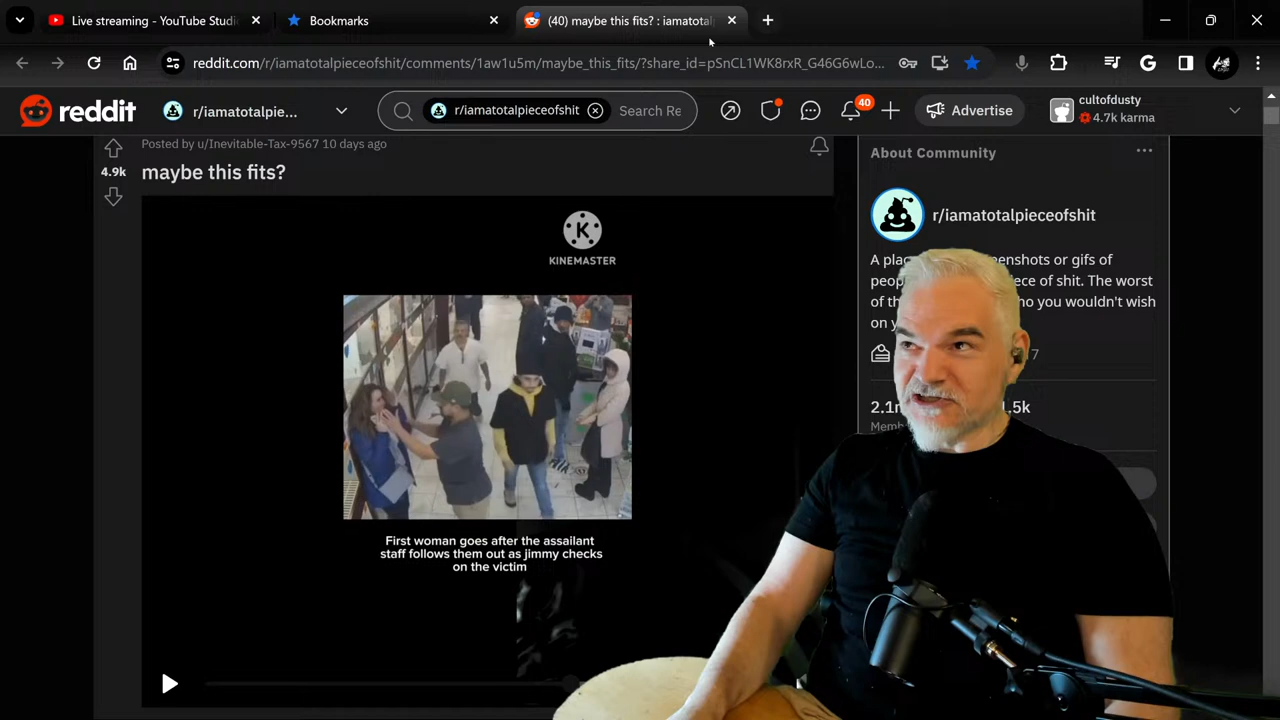 Live streaming - YouTube Studi
Bookmarks
(40) maybe this fits? : iamatotal
reddit.com/r/iamatotalpieceofshit/comments/1aw1u5m/maybe_this_fits/?share_id=pSnCL1WK8rxR_G46G6wLo...
reddit
r/iamatotalpie...
r/iamatotalpieceofshit
Search Re
40
Advertise
cultofdusty
4.7k karma
Posted by u/Inevitable-Tax-9567 10 days ago
4.9k
maybe this fits?
K
KINEMASTER
First woman goes after the assailant
staff follows them out as jimmy checks
on the victim
About Community
r/iamatotalpieceofshit
A plac enshots or gifs of
peop ece of shit. The worst
of th ho you wouldn't wish
on y
7
2.1m .5k
Memb